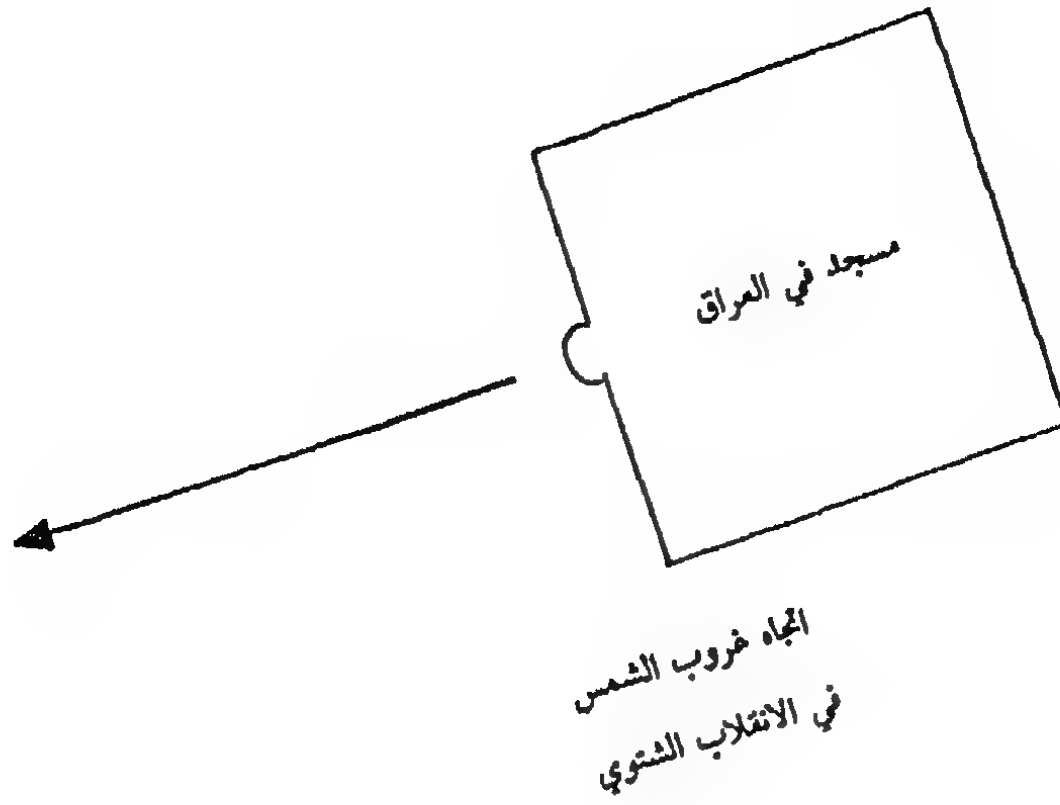 مسجد في العراق
اتجاه غروب الشمس
في الانقلاب الشتوي